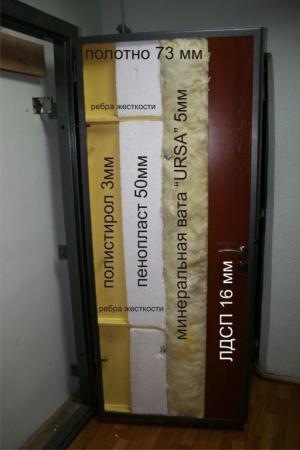 полотно 73 мм
ребра жесткости
полистирол 3мм
пенопласт 50мм
минеральная вата "URSA" 5мм
ЛДСП 16 мм
ребра жесткости